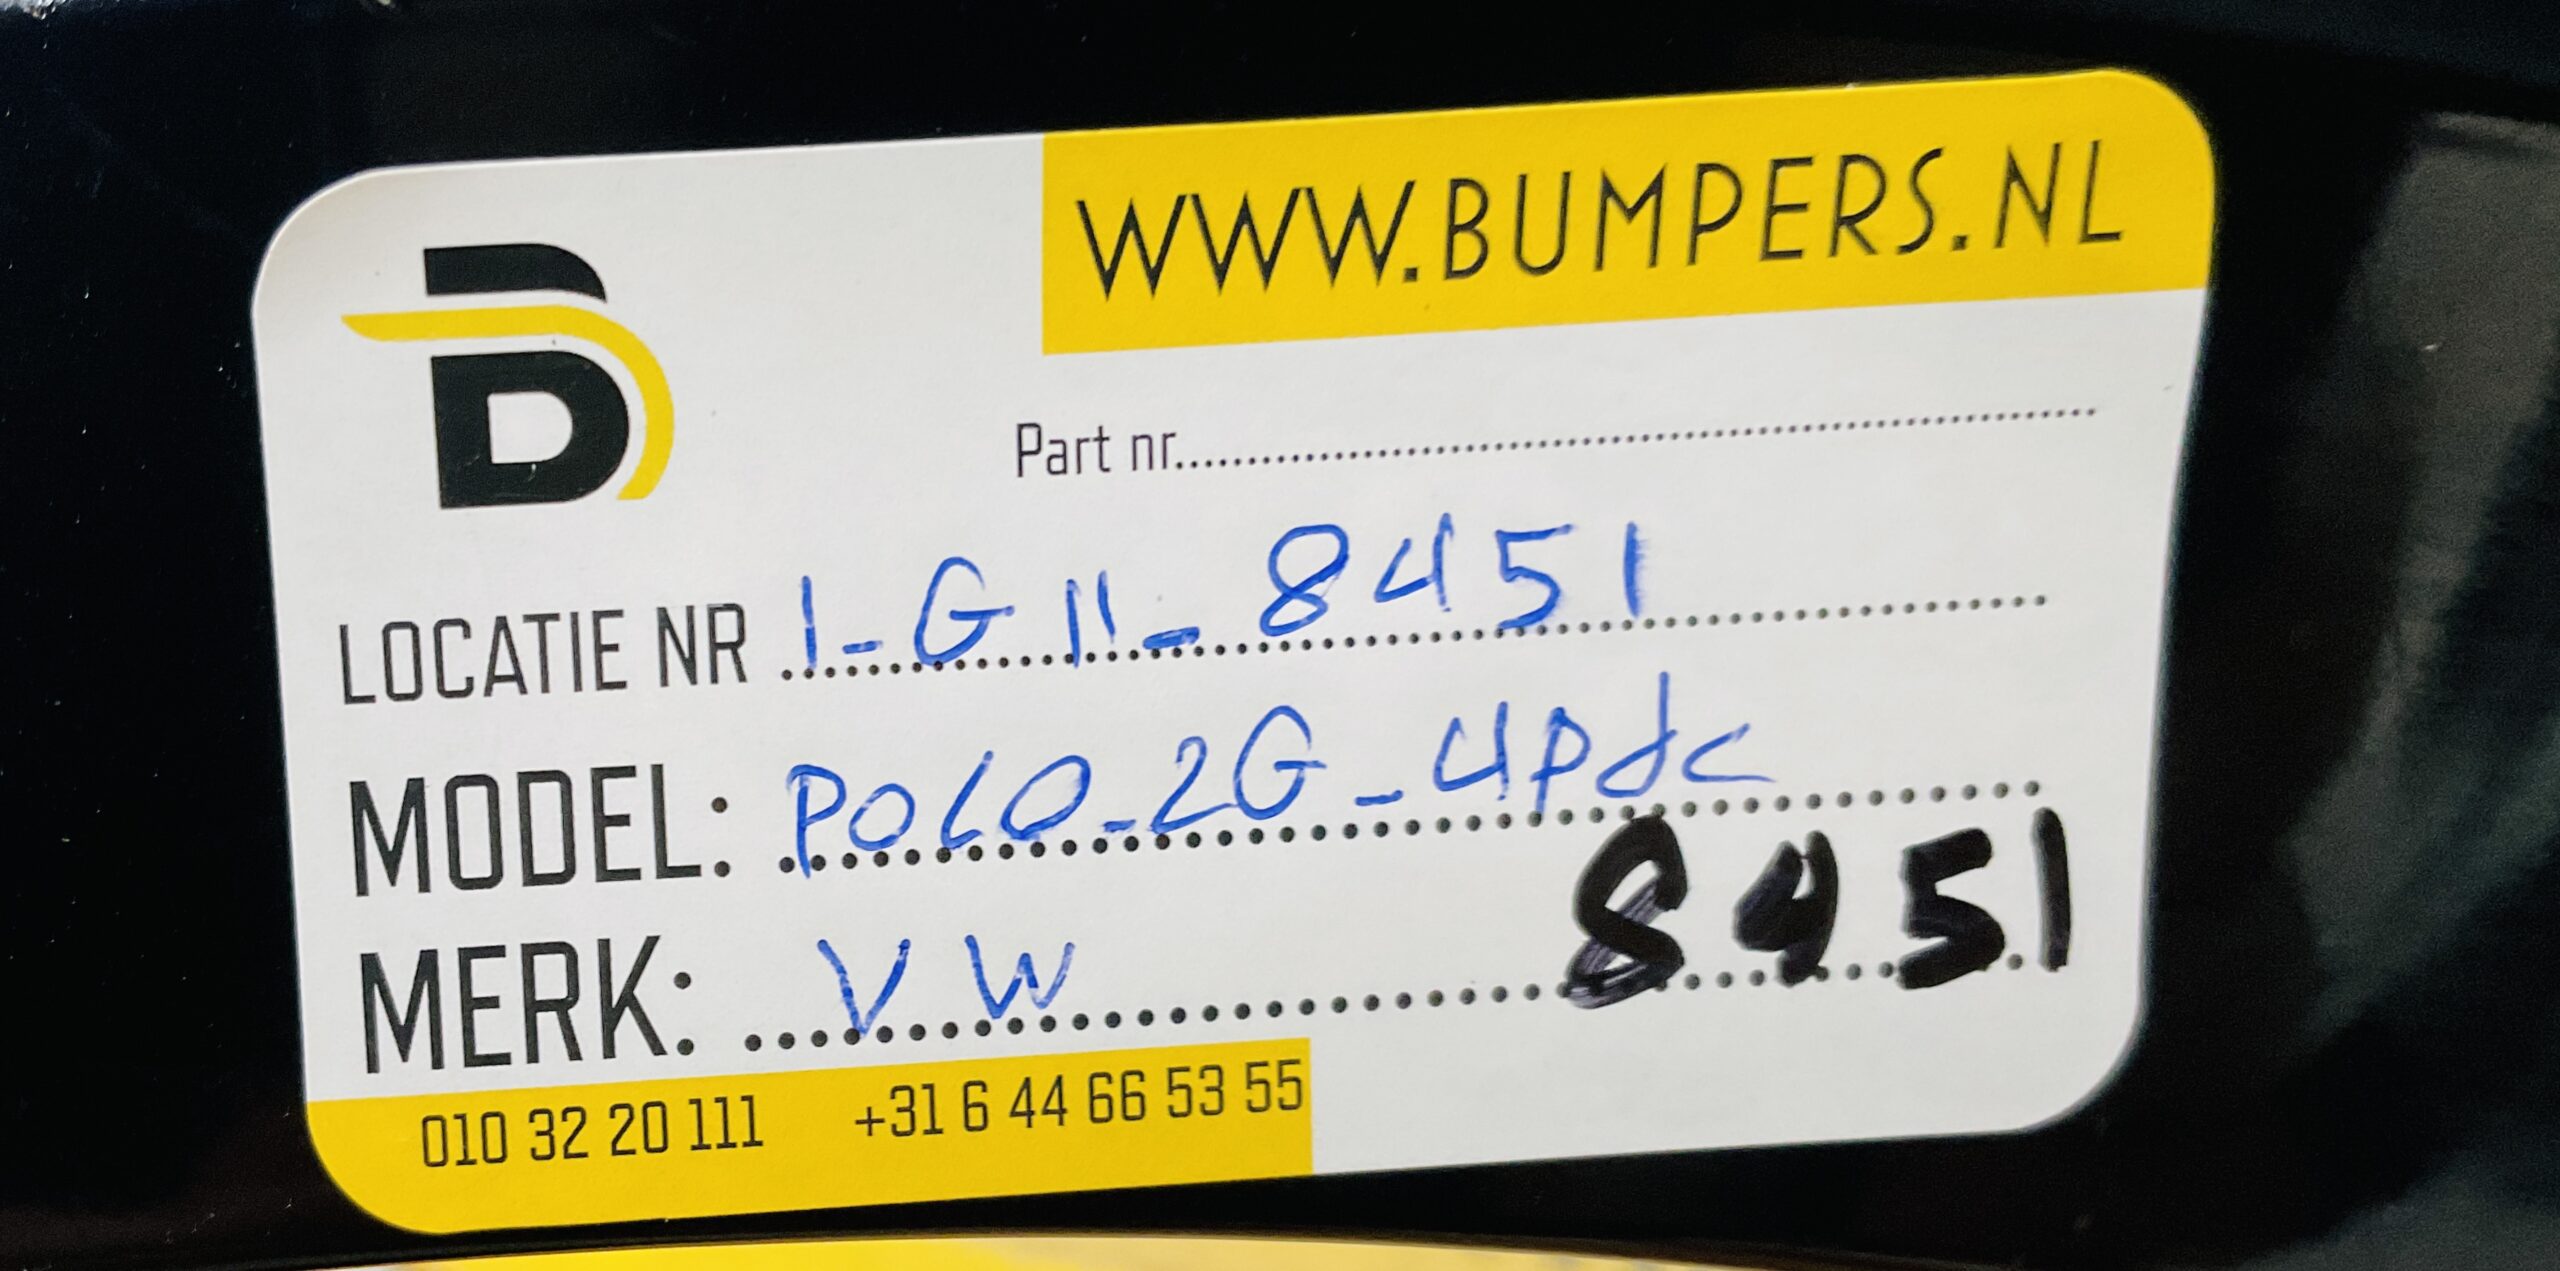 WWW.BUMPERS.NL
B
Part nr.
LOCATIE NR 1-G11-8451
MODEL: Polo-2G-4pdc
MERK: VW 8451
010 32 20 111 +31 6 44 66 53 55